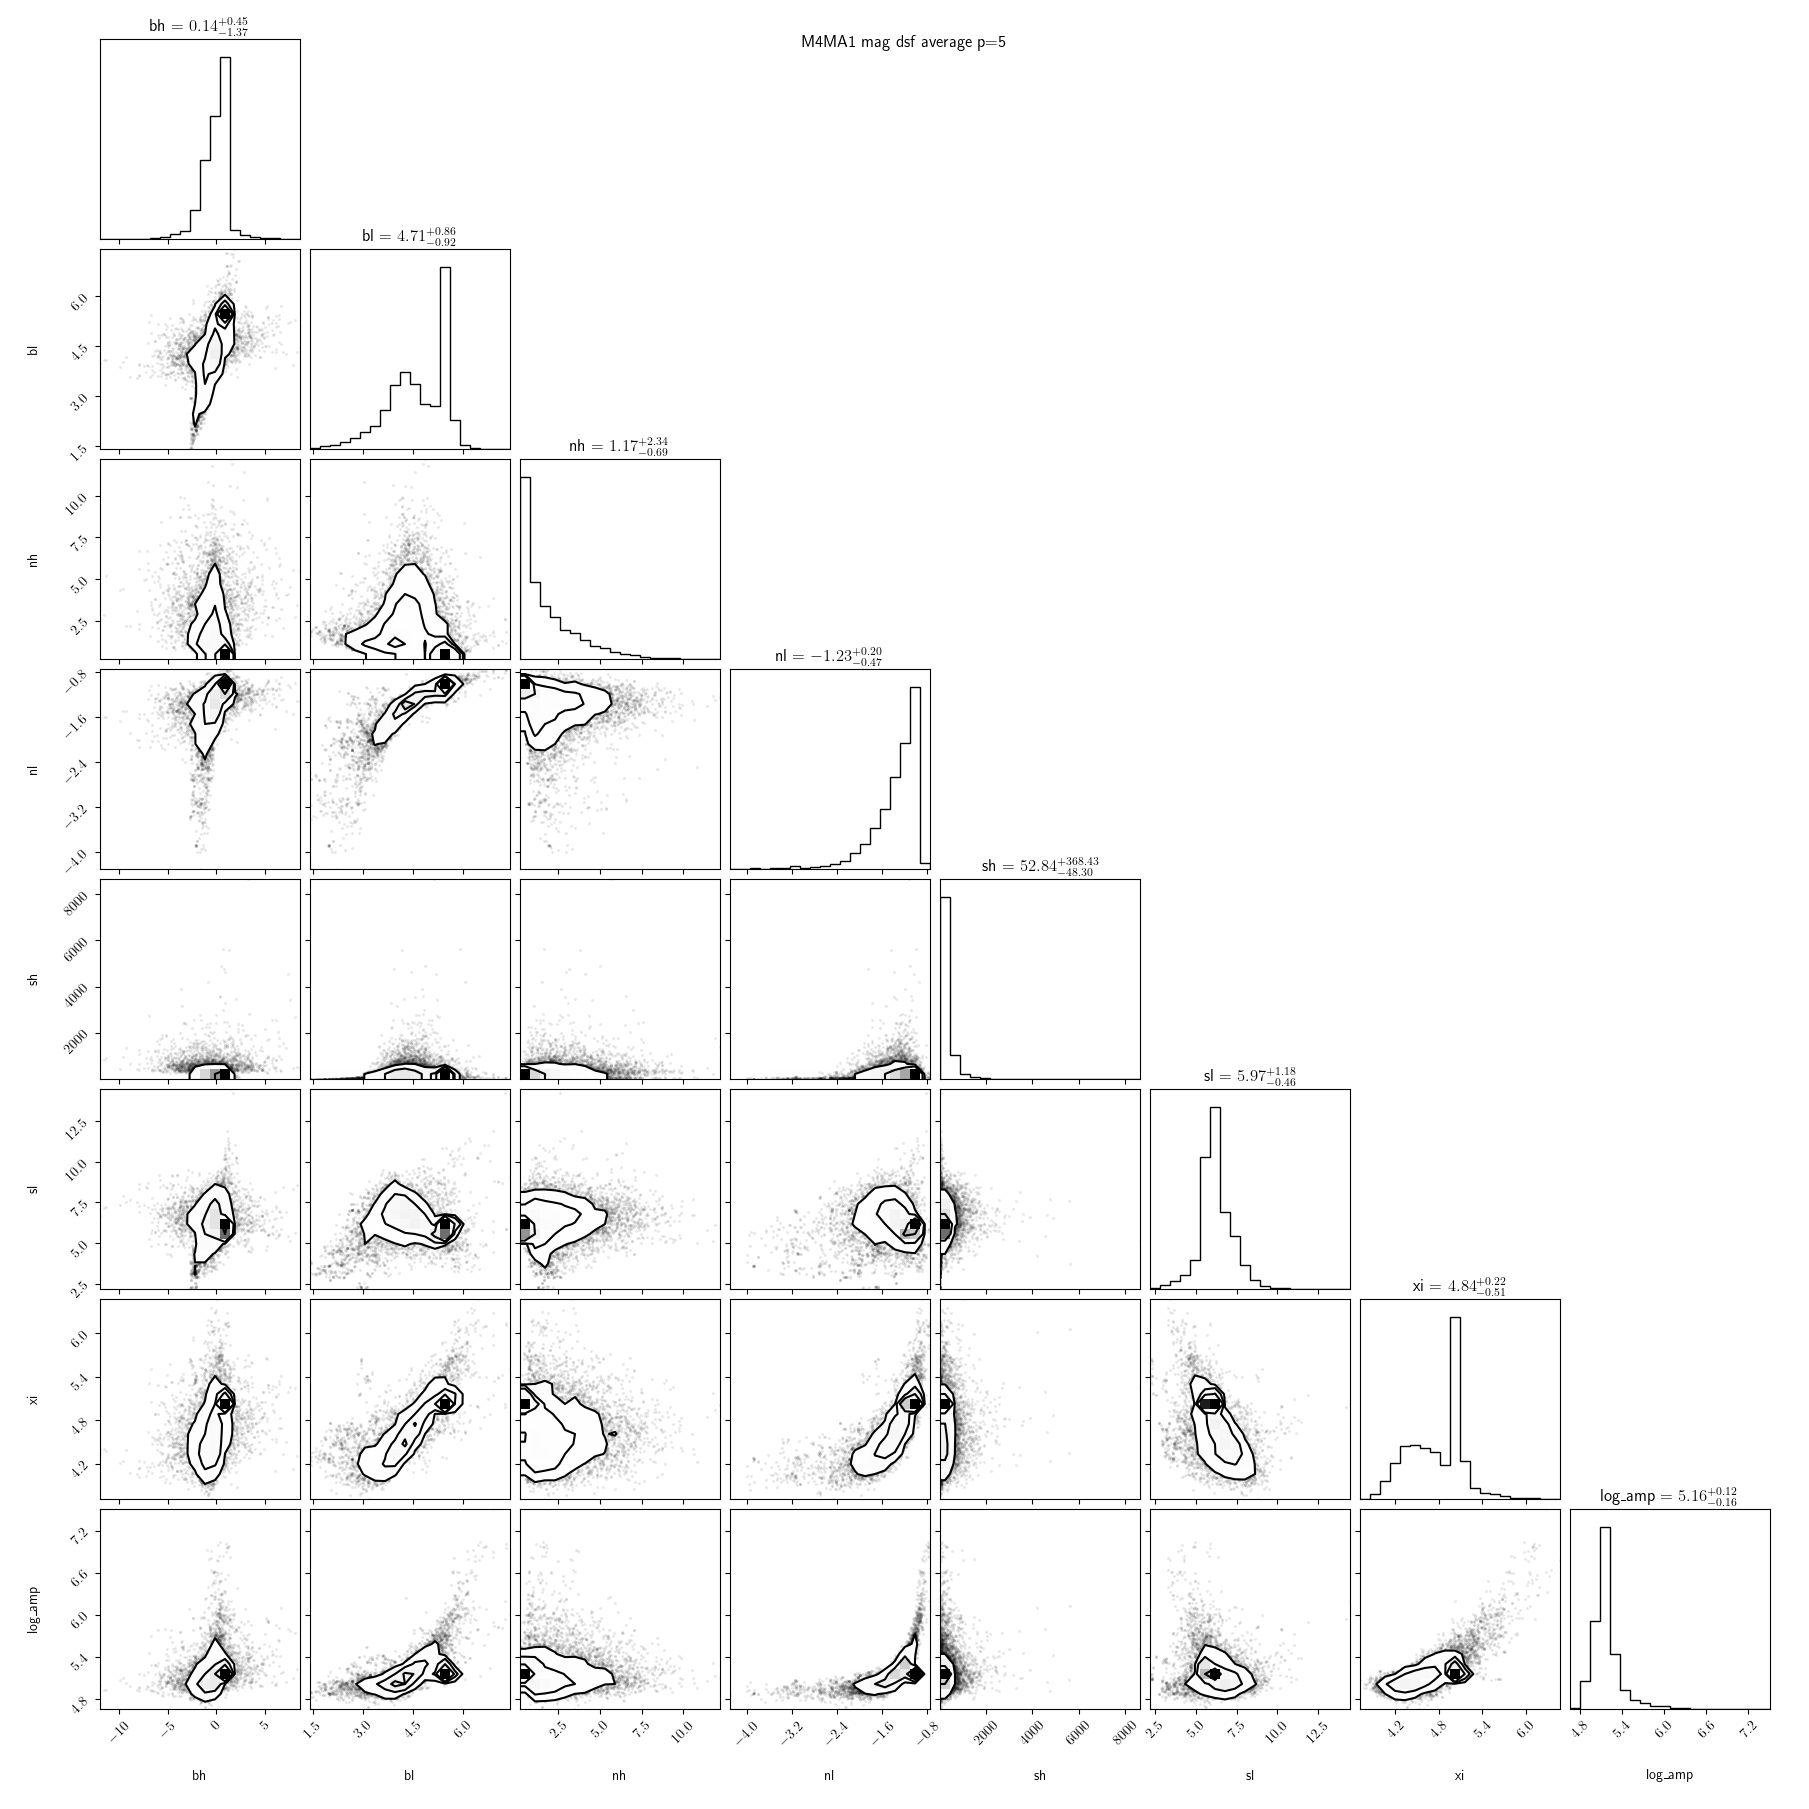 M4MA1 mag dsf average p=5
bh = 0.14 +0.45 −1.37
bl = 4.71 +0.86 −0.92
6.0
4.5
3.0
1.5
bl
nh = 1.17 +2.34 −0.69
10.0
7.5
5.0
2.5
nh
nl = −1.23 +0.20 −0.47
−0.8
−1.6
−2.4
−3.2
−4.0
nl
sh = 52.84 +368.43 −48.30
8000
6000
4000
2000
sh
sl = 5.97 +1.18 −0.46
12.5
10.0
7.5
5.0
2.5
sl
xi = 4.84 +0.22 −0.51
6.0
5.4
4.8
4.2
xi
log_amp = 5.16 +0.12 −0.16
7.2
6.6
6.0
5.4
4.8
log_amp
−10 −5 0 5 1.5 3.0 4.5 6.0 2.5 5.0 7.5 10.0 −4.0 −3.2 −2.4 −1.6 −0.8 2000 4000 6000 8000 2.5 5.0 7.5 10.0 12.5 4.2 4.8 5.4 6.0 4.8 5.4 6.0 6.6 7.2
bh bl nh nl sh sl xi log_amp